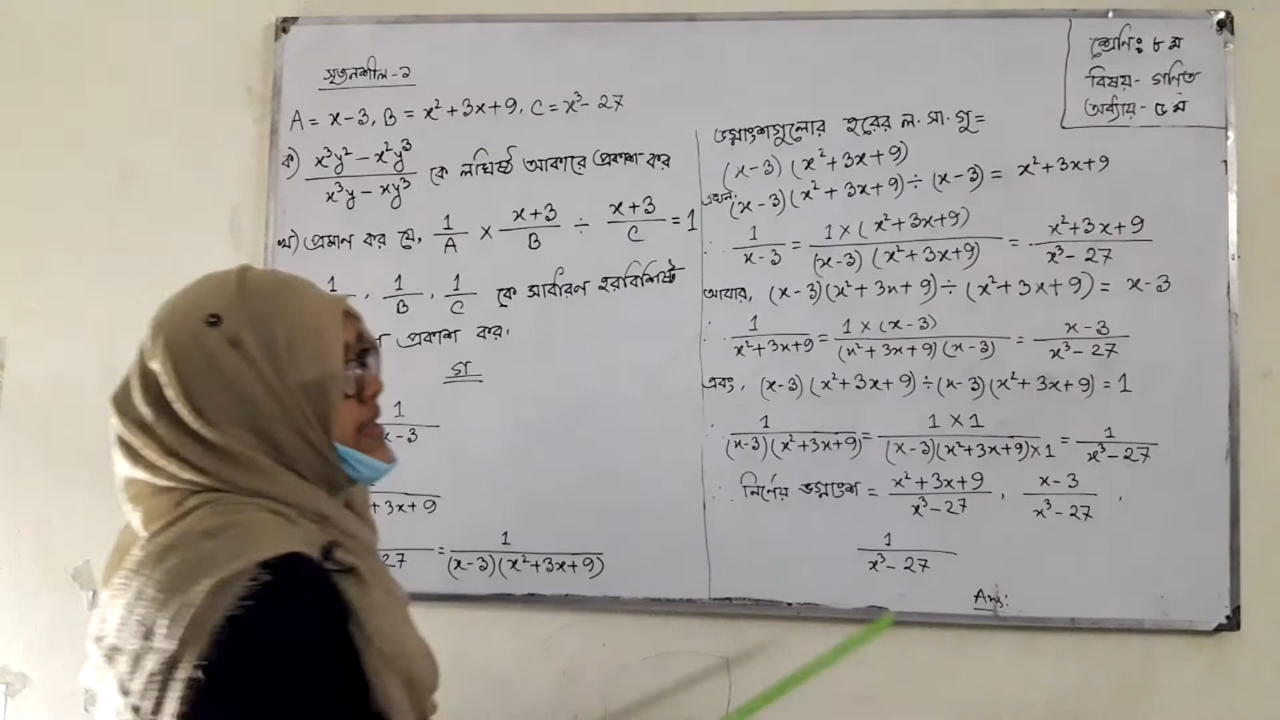 সৃজনশীল-১
A = x-3, B = x²+3x+9, C = x³-27
ক) (x³y² - x²y³)/(x³y - xy³) কে লঘিষ্ঠ আকারে প্রকাশ কর
খ) প্রমান কর যে, 1/A × (x+3)/B ÷ (x+3)/C = 1
1/ , 1/B , 1/C কে সাধারণ হরবিশিষ্ট
প্রকাশ কর।
গ
1/(x-3)
+3x+9
27 = 1/((x-3)(x²+3x+9))
শ্রেনিঃ ৮ম
বিষয়- গণিত
অধ্যায়- ৫ম
ভগ্নাংশগুলোর হরের ল.সা.গু=
(x-3)(x²+3x+9)
এখন, (x-3)(x²+3x+9)÷(x-3) = x²+3x+9
∴ 1/(x-3) = (1×(x²+3x+9))/((x-3)(x²+3x+9)) = (x²+3x+9)/(x³-27)
আবার, (x-3)(x²+3x+9)÷(x²+3x+9) = x-3
∴ 1/(x²+3x+9) = (1×(x-3))/((x²+3x+9)(x-3)) = (x-3)/(x³-27)
এবং, (x-3)(x²+3x+9)÷(x-3)(x²+3x+9) = 1
∴ 1/((x-3)(x²+3x+9)) = (1×1)/((x-3)(x²+3x+9)×1) = 1/(x³-27)
∴ নির্ণেয় ভগ্নাংশ = (x²+3x+9)/(x³-27) , (x-3)/(x³-27) ,
1/(x³-27)
Ans: